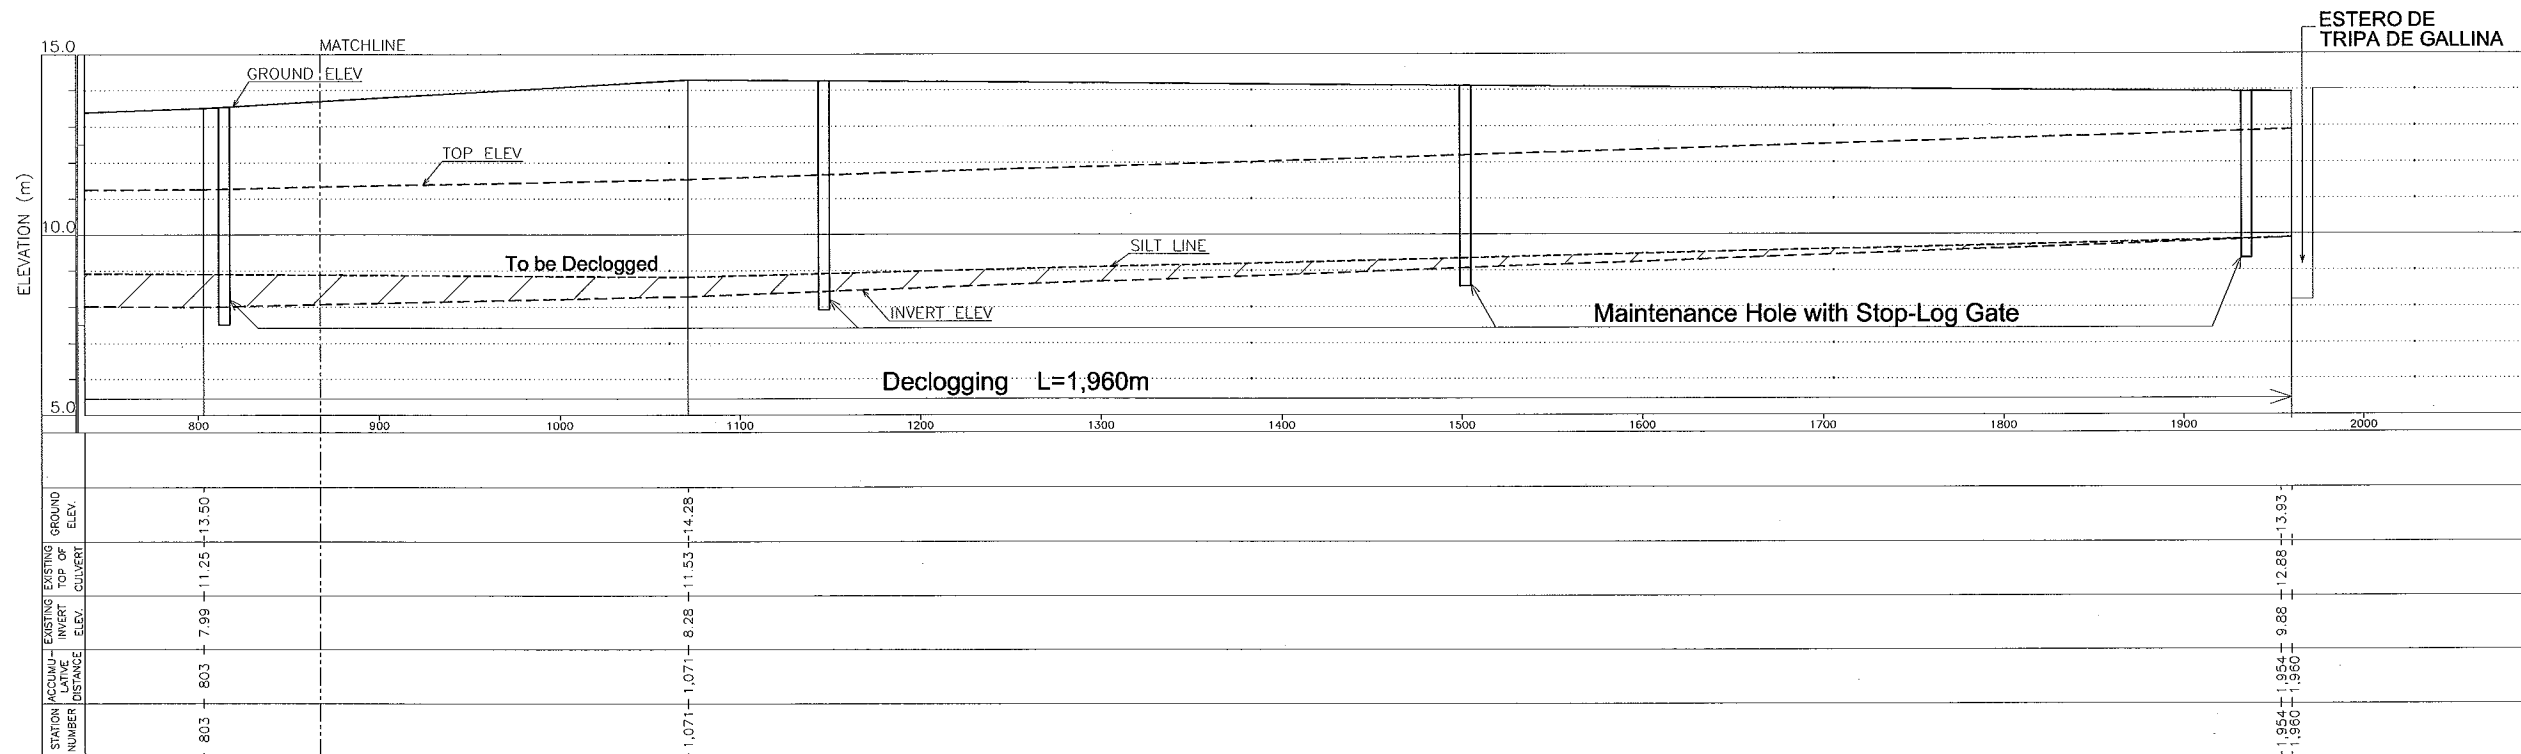 ESTERO DE
TRIPA DE GALLINA
15.0
MATCHLINE
GROUND ELEV
TOP ELEV
ELEVATION (m)
10.0
To be Declogged
SILT LINE
INVERT ELEV
Maintenance Hole with Stop-Log Gate
Declogging L=1,960m
5.0
800 900 1000 1100 1200 1300 1400 1500 1600 1700 1800 1900 2000
GROUND
ELEV.
13.50 14.28 13.93
EXISTING
TOP OF
CULVERT
11.25 11.53 12.88
EXISTING
INVERT
ELEV.
7.99 8.28 9.88
ACCUMU-
LATIVE
DISTANCE
803 1,071 1,954 1,960
STATION
NUMBER
803 1,071 1,954 1,960